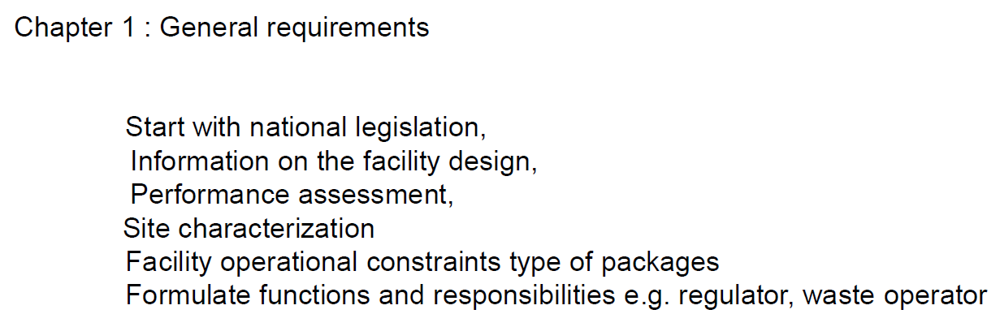 Chapter 1 : General requirements
Start with national legislation,
Information on the facility design,
Performance assessment,
Site characterization
Facility operational constraints type of packages
Formulate functions and responsibilities e.g. regulator, waste operator